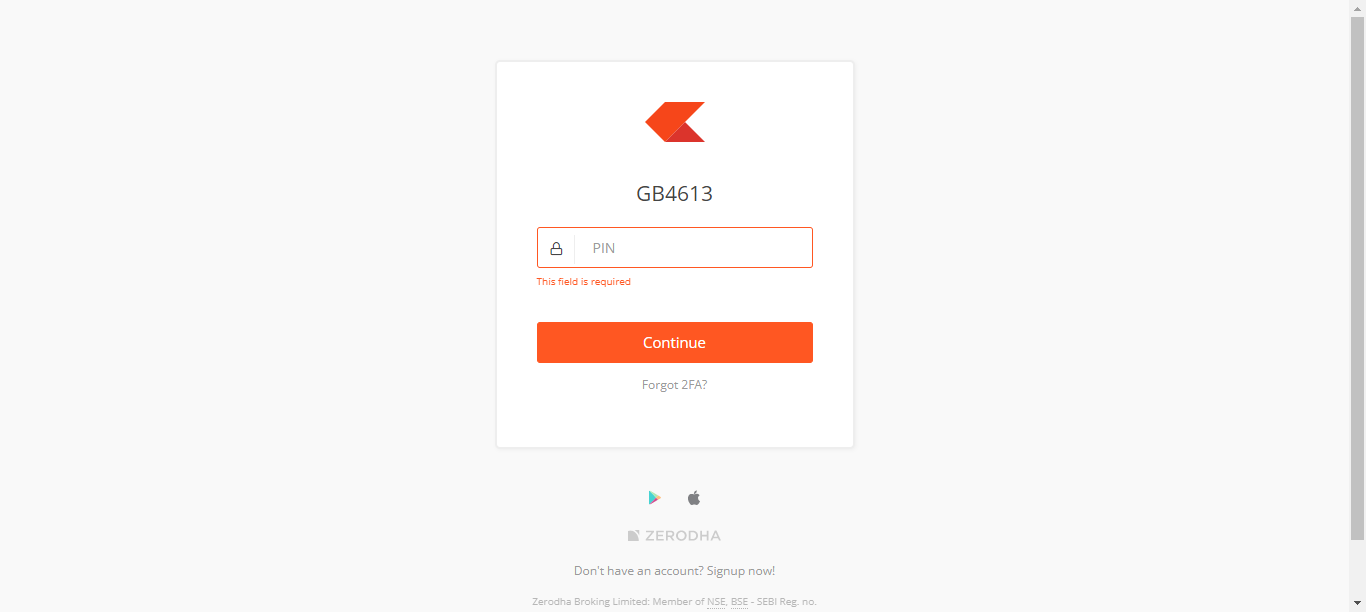 GB4613
PIN
This field is required
Continue
Forgot 2FA?
ZERODHA
Don't have an account? Signup now!
Zerodha Broking Limited: Member of NSE, BSE - SEBI Reg. no.